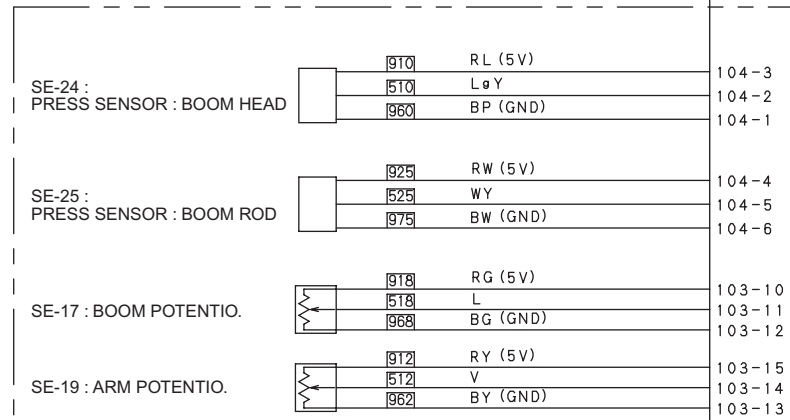 SE-24 :
PRESS SENSOR : BOOM HEAD
910 RL (5V) 104-3
510 LgY 104-2
960 BP (GND) 104-1
SE-25 :
PRESS SENSOR : BOOM ROD
925 RW (5V) 104-4
525 WY 104-5
975 BW (GND) 104-6
SE-17 : BOOM POTENTIO.
918 RG (5V) 103-10
518 L 103-11
968 BG (GND) 103-12
SE-19 : ARM POTENTIO.
912 RY (5V) 103-15
512 V 103-14
962 BY (GND) 103-13